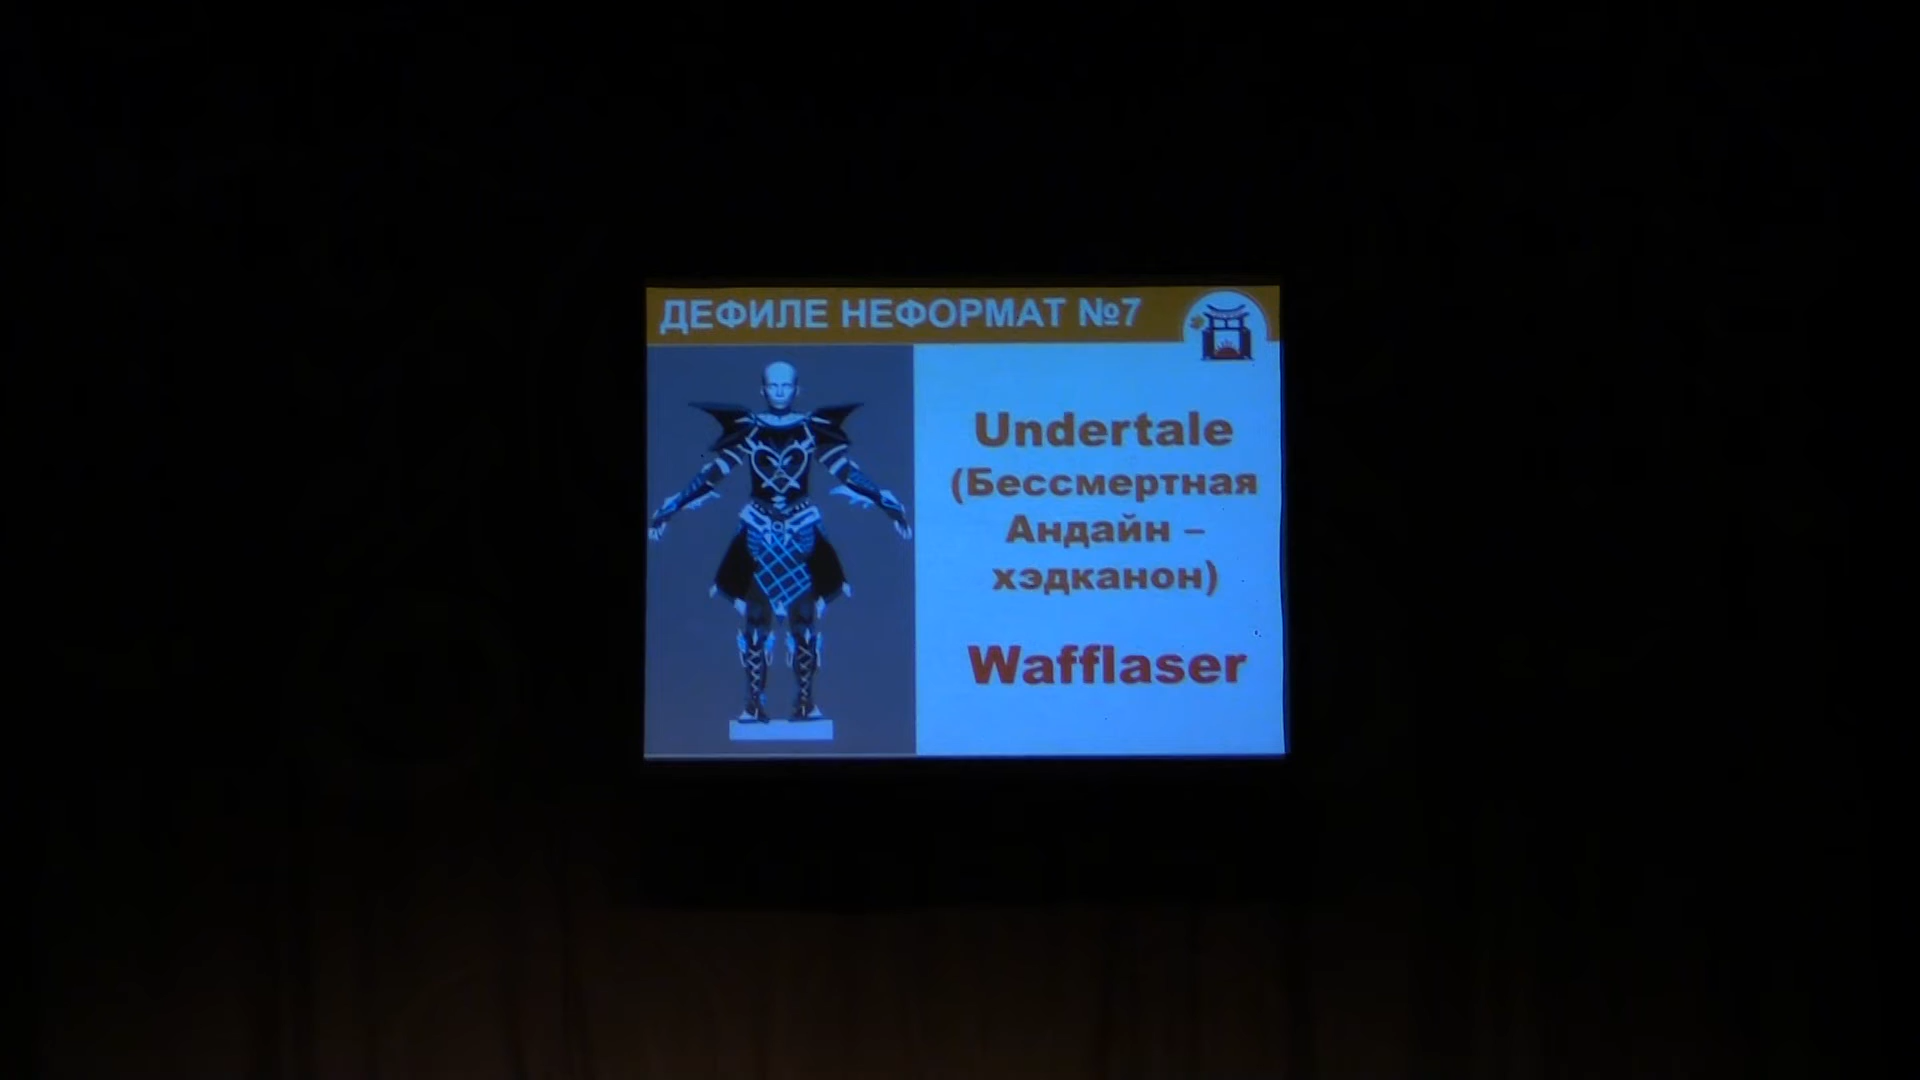 ДЕФИЛЕ НЕФОРМАТ №7
Undertale
(Бессмертная
Андайн –
хэдканон)
Wafflaser